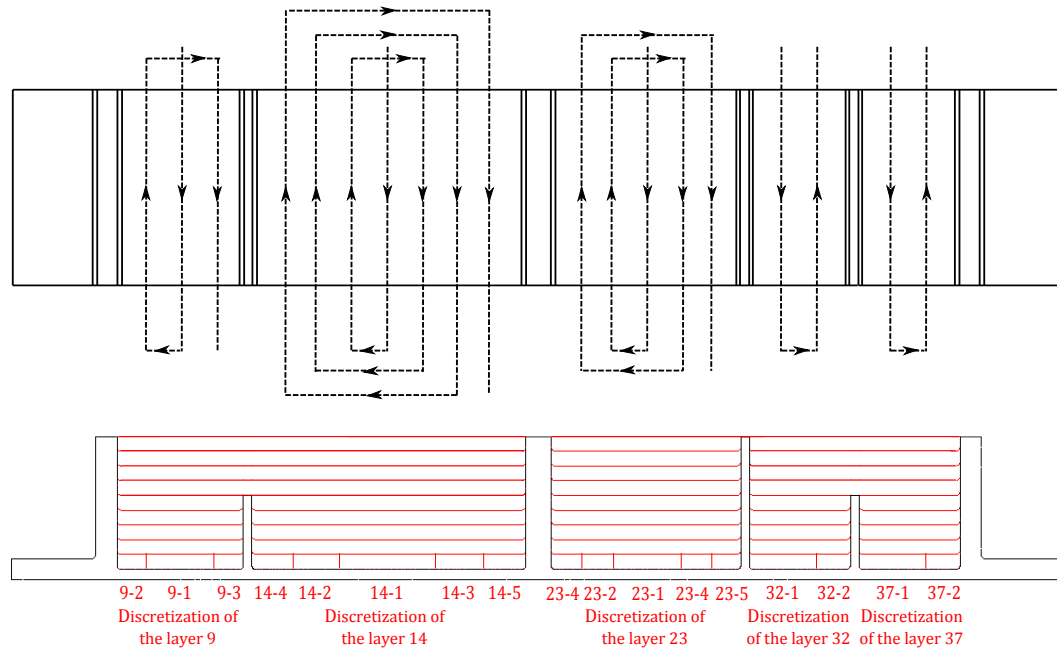 9-2 9-1 9-3 14-4 14-2 14-1 14-3 14-5 23-4 23-2 23-1 23-4 23-5 32-1 32-2 37-1 37-2
Discretization of Discretization of Discretization of Discretization Discretization
the layer 9 the layer 14 the layer 23 of the layer 32 of the layer 37